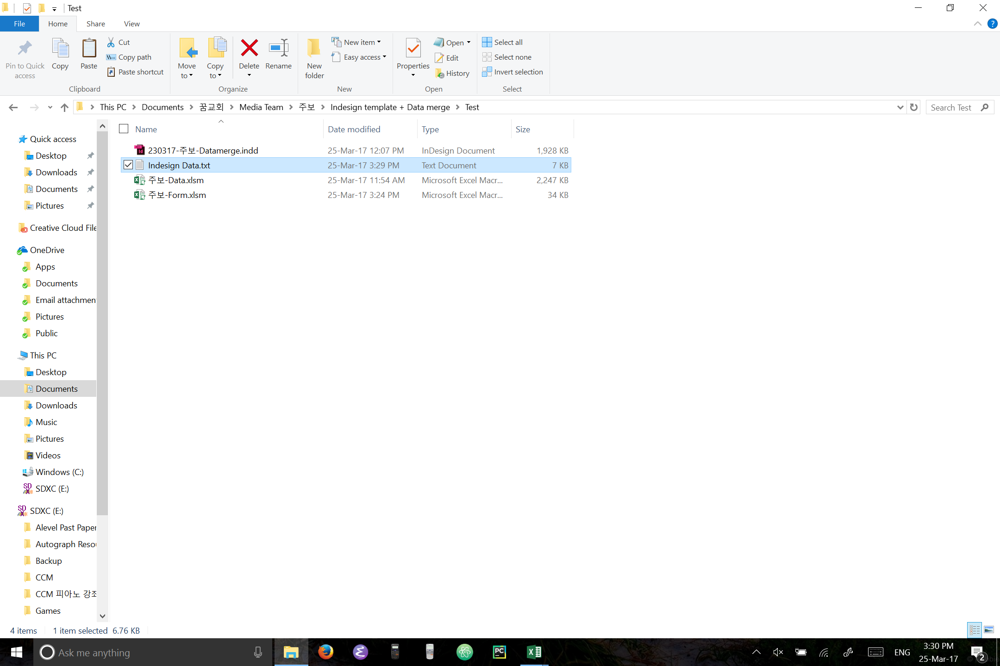 Test
File Home Share View
Pin to Quick access
Copy
Paste
Cut
Copy path
Paste shortcut
Clipboard
Move to
Copy to
Delete
Rename
Organize
New folder
New item
Easy access
New
Properties
Open
Edit
History
Open
Select all
Select none
Invert selection
Select
This PC > Documents > 꿈교회 > Media Team > 주보 > Indesign template + Data merge > Test
Search Test
Name Date modified Type Size
230317-주보-Datamerge.indd 25-Mar-17 12:07 PM InDesign Document 1,928 KB
Indesign Data.txt 25-Mar-17 3:29 PM Text Document 7 KB
주보-Data.xlsm 25-Mar-17 11:54 AM Microsoft Excel Macr... 2,247 KB
주보-Form.xlsm 25-Mar-17 3:24 PM Microsoft Excel Macr... 34 KB
Quick access
Desktop
Downloads
Documents
Pictures
Creative Cloud File
OneDrive
Apps
Documents
Email attachmen
Pictures
Public
This PC
Desktop
Documents
Downloads
Music
Pictures
Videos
Windows (C:)
SDXC (E:)
SDXC (E:)
Alevel Past Paper
Autograph Reso
Backup
CCM
CCM 피아노 강조
Games
4 items 1 item selected 6.76 KB
Ask me anything
ENG
3:30 PM
25-Mar-17
2